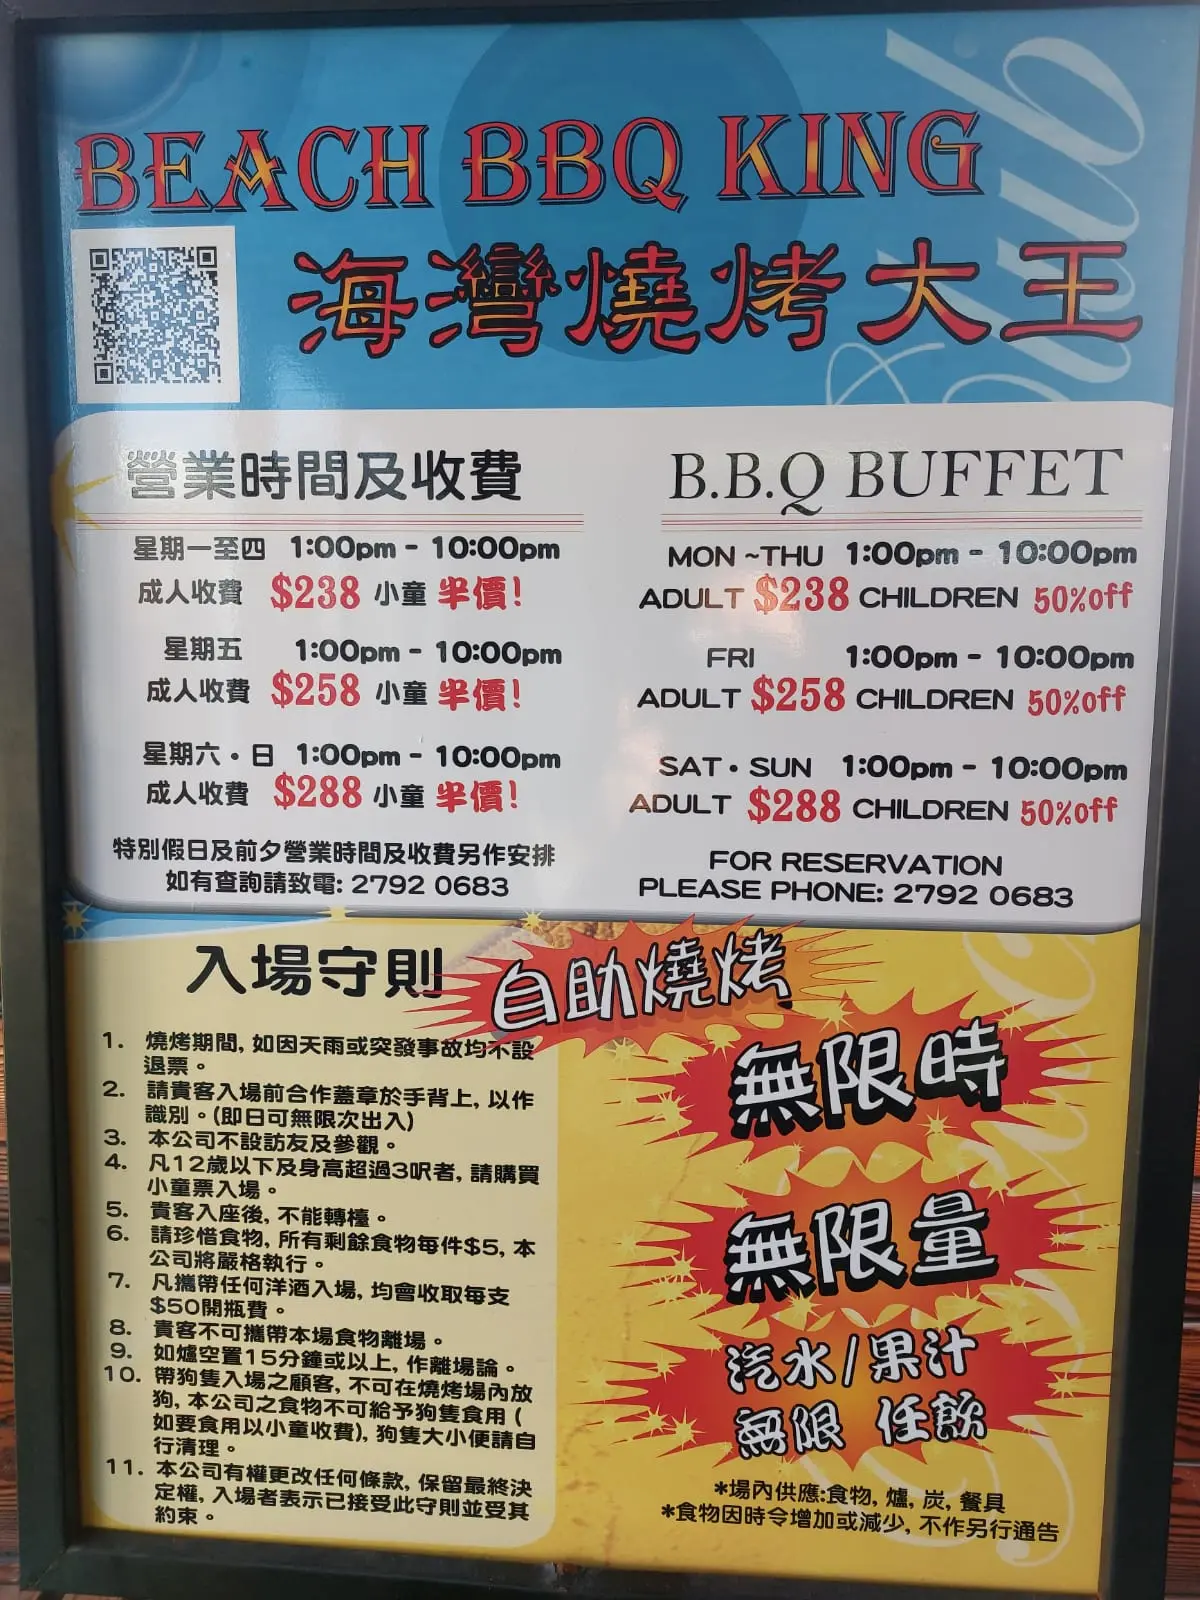 BEACH BBQ KING
海灣燒烤大王
營業時間及收費
星期一至四 1:00pm - 10:00pm
成人收費 $238 小童 半價!
星期五 1:00pm - 10:00pm
成人收費 $258 小童 半價!
星期六・日 1:00pm - 10:00pm
成人收費 $288 小童 半價!
特別假日及前夕營業時間及收費另作安排
如有查詢請致電: 2792 0683
B.B.Q BUFFET
MON ~THU 1:00pm - 10:00pm
ADULT $238 CHILDREN 50%off
FRI 1:00pm - 10:00pm
ADULT $258 CHILDREN 50%off
SAT・SUN 1:00pm - 10:00pm
ADULT $288 CHILDREN 50%off
FOR RESERVATION
PLEASE PHONE: 2792 0683
入場守則
1. 燒烤期間, 如因天雨或突發事故均不設
退票。
2. 請貴客入場前合作蓋章於手背上, 以作
識別。(即日可無限次出入)
3. 本公司不設訪友及參觀。
4. 凡12歲以下及身高超過3呎者, 請購買
小童票入場。
5. 貴客入座後, 不能轉檯。
6. 請珍惜食物, 所有剩餘食物每件$5, 本
公司將嚴格執行。
7. 凡攜帶任何洋酒入場, 均會收取每支
$50開瓶費。
8. 貴客不可攜帶本場食物離場。
9. 如爐空置15分鐘或以上, 作離場論。
10. 帶狗隻入場之顧客, 不可在燒烤場內放
狗, 本公司之食物不可給予狗隻食用 (
如要食用以小童收費), 狗隻大小便請自
行清理。
11. 本公司有權更改任何條款, 保留最終決
定權, 入場者表示已接受此守則並受其
約束。
自助燒烤
無限時
無限量
汽水/果汁
無限 任飲
*場內供應:食物, 爐, 炭, 餐具
*食物因時令增加或減少, 不作另行通告